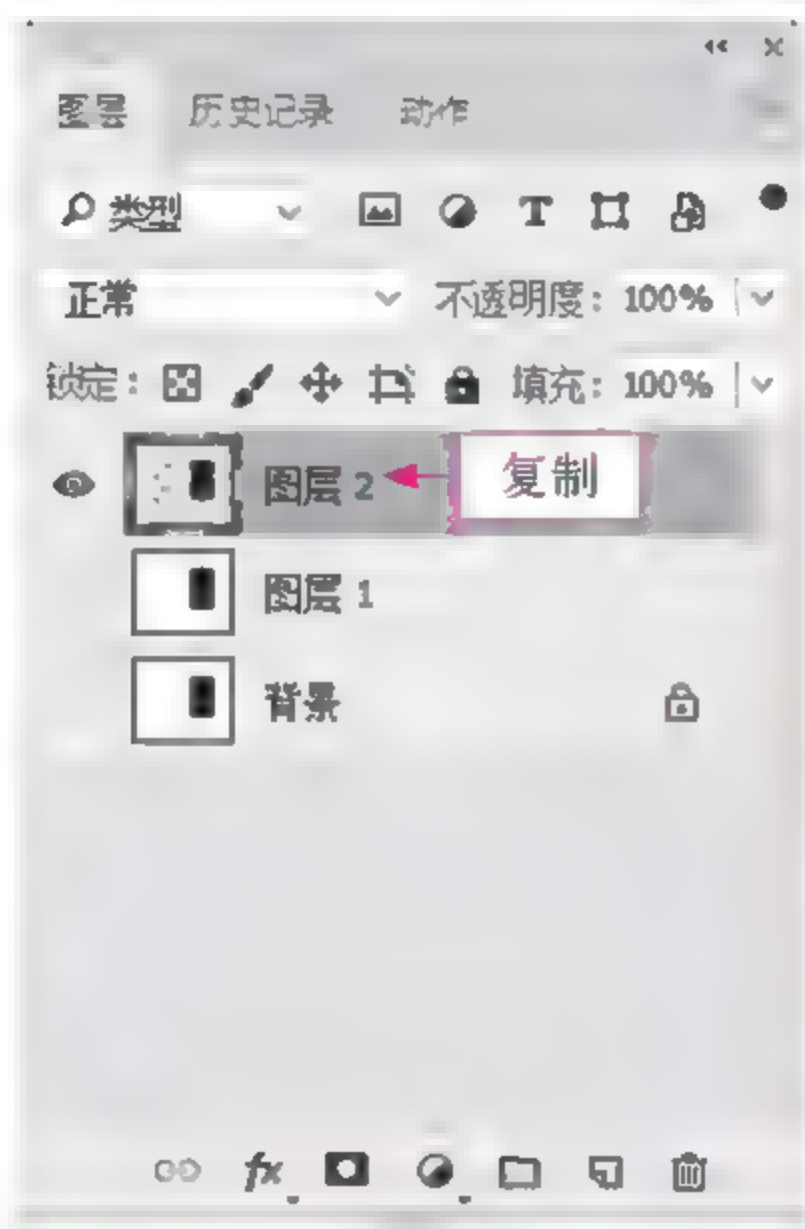 图层 历史记录 动作
类型
正常 不透明度: 100%
锁定: 填充: 100%
图层 2 复制
图层 1
背景
fx